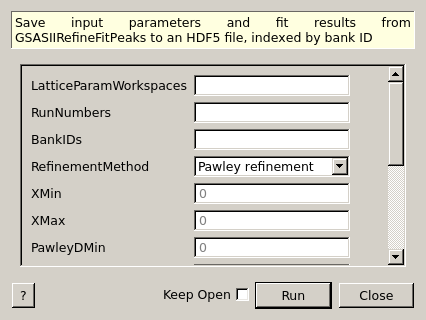 Save input parameters and fit results from
GSASIIRefineFitPeaks to an HDF5 file, indexed by bank ID
LatticeParamWorkspaces
RunNumbers
BankIDs
RefinementMethod Pawley refinement
XMin 0
XMax 0
PawleyDMin 0
? Keep Open Run Close